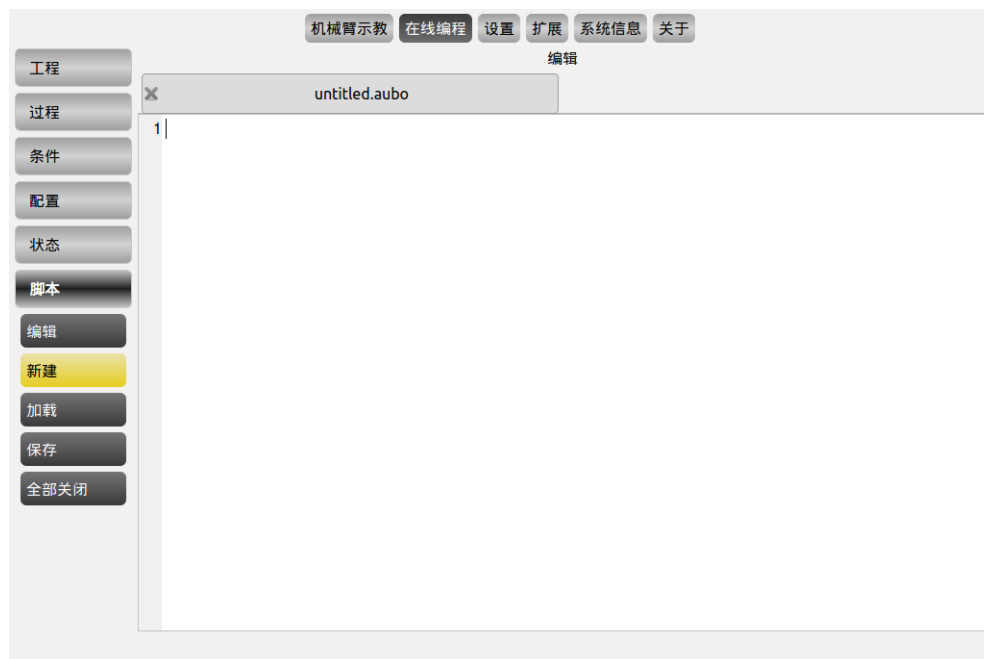 机械臂示教 在线编程 设置 扩展 系统信息 关于
编辑
工程
untitled.aubo
过程
1
条件
配置
状态
脚本
编辑
新建
加载
保存
全部关闭